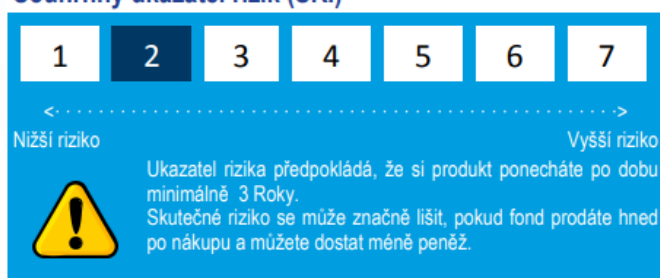 1 2 3 4 5 6 7
Nižší riziko Vyšší riziko
Ukazatel rizika předpokládá, že si produkt ponecháte po dobu
minimálně 3 Roky.
Skutečné riziko se může značně lišit, pokud fond prodáte hned
po nákupu a můžete dostat méně peněz.